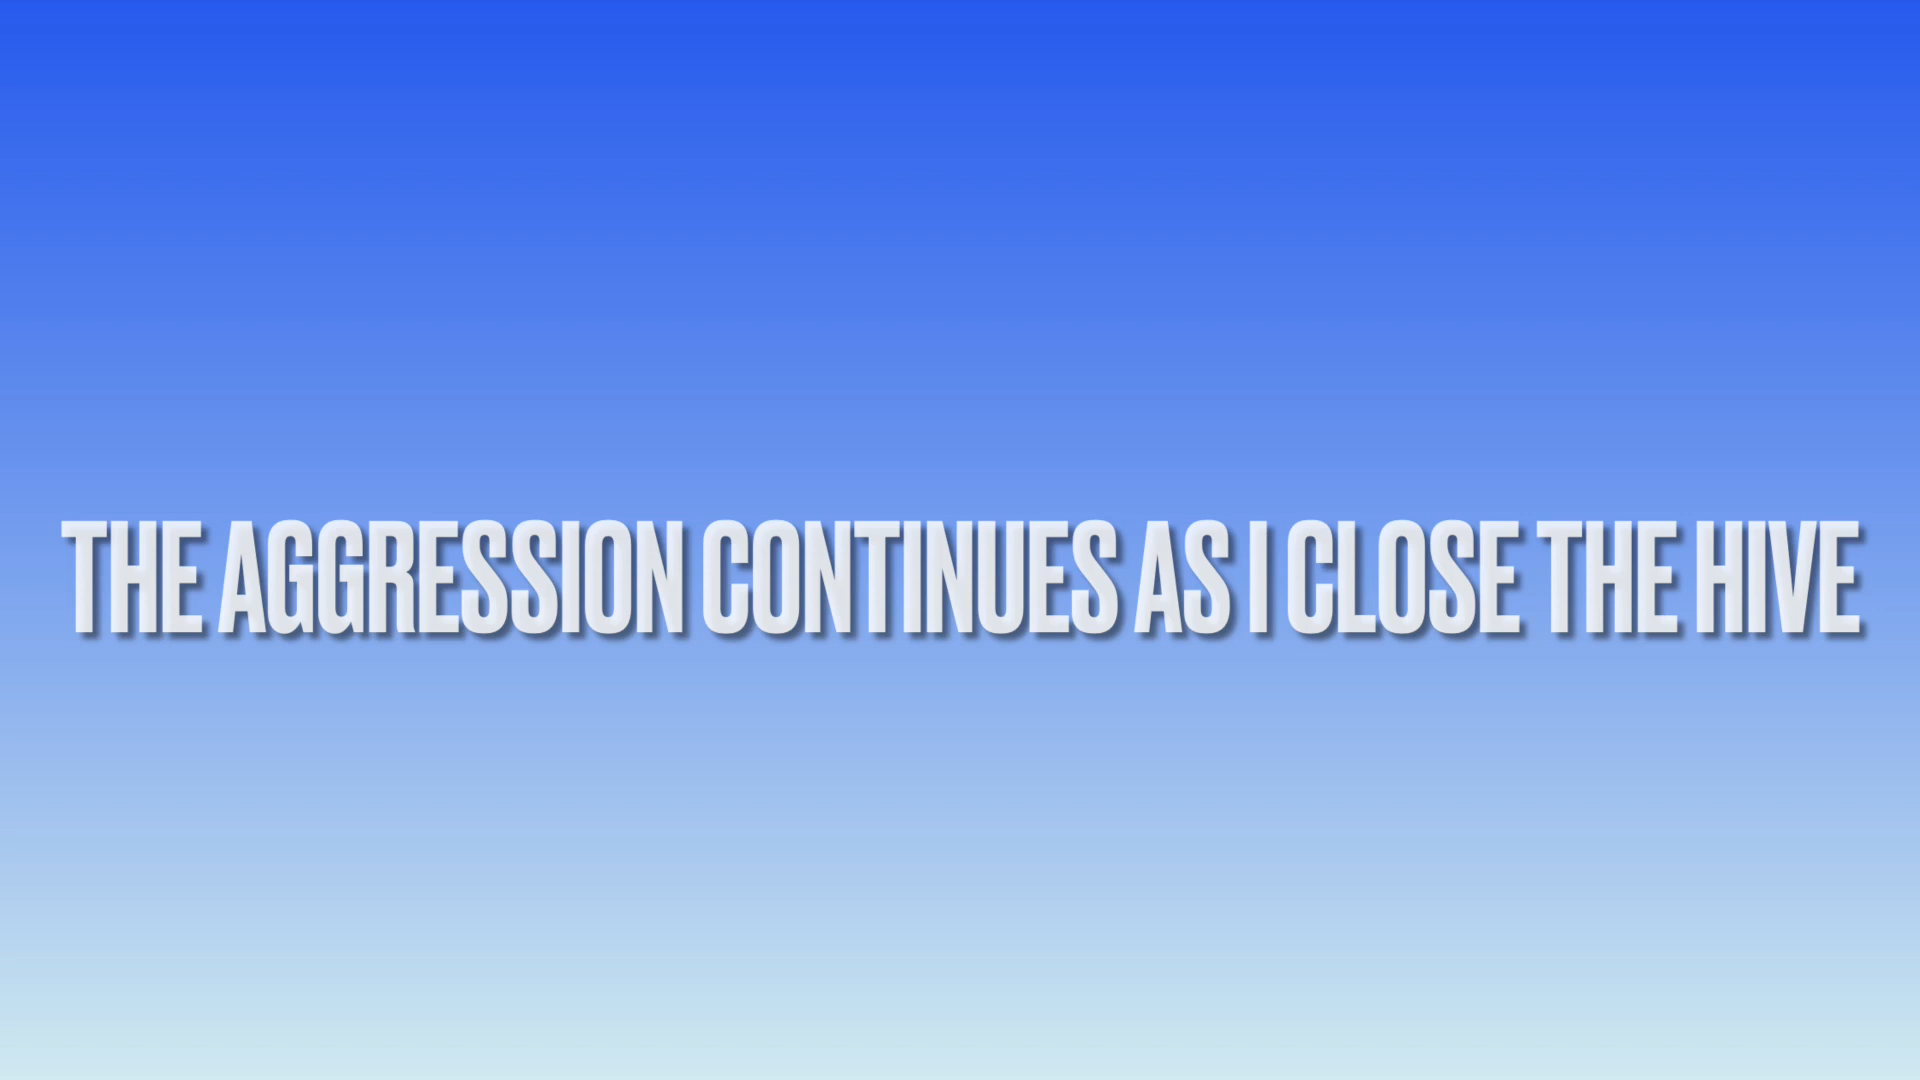 THE AGGRESSION CONTINUES AS I CLOSE THE HIVE